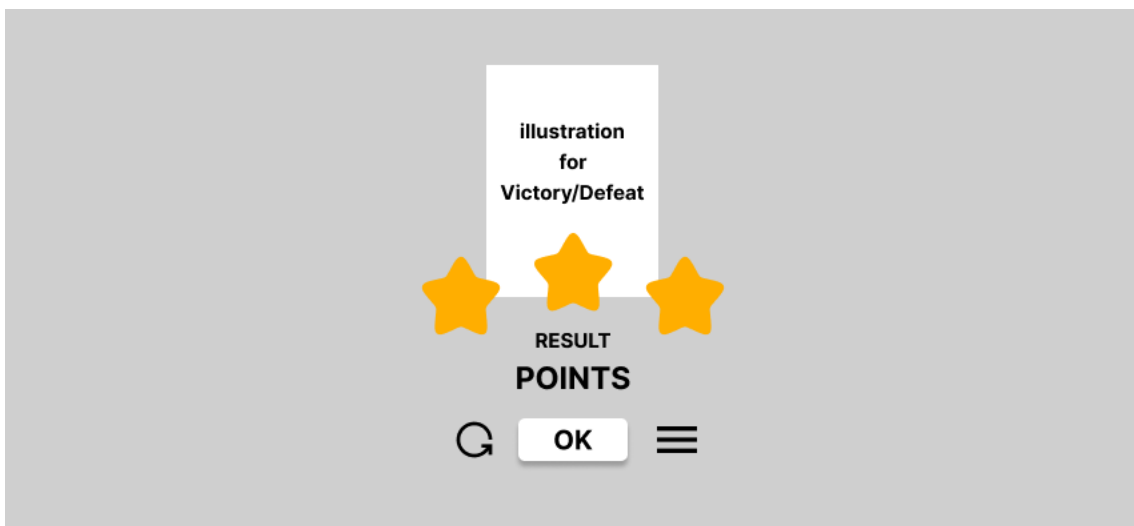 illustration
for
Victory/Defeat
RESULT
POINTS
OK